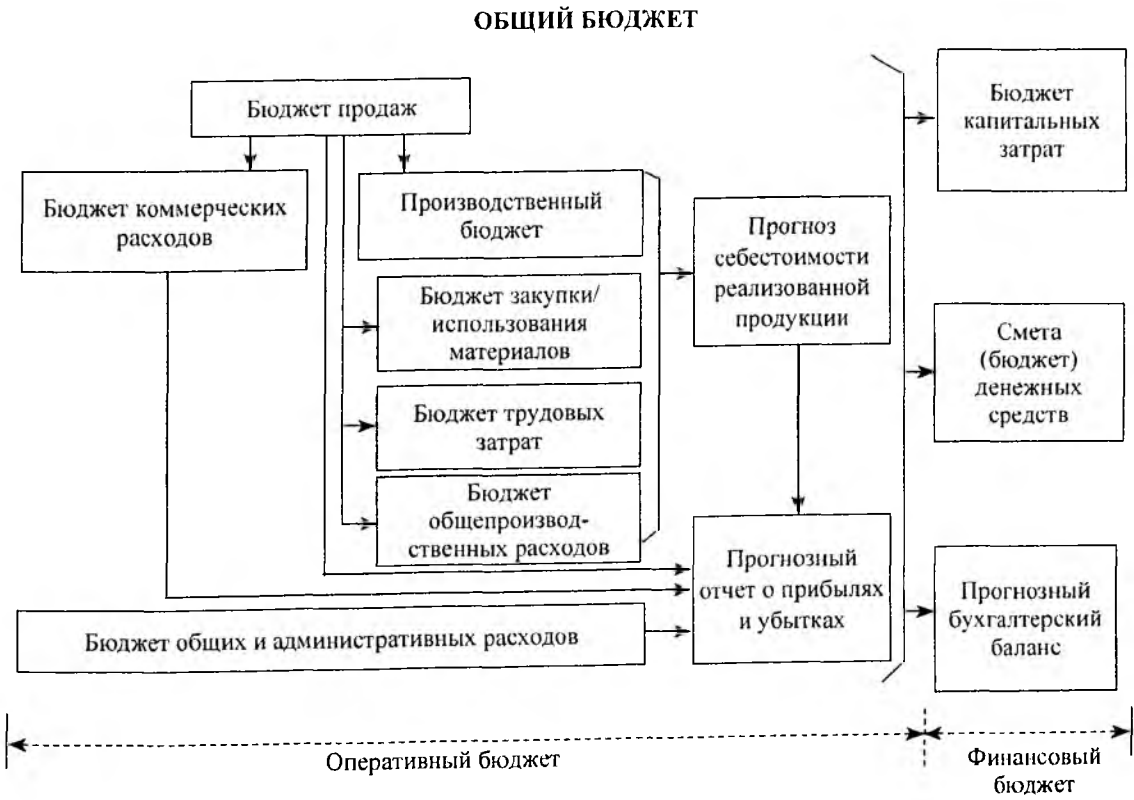 ОБЩИЙ БЮДЖЕТ
Бюджет продаж
Бюджет коммерческих
расходов
Производственный
бюджет
Бюджет закупки/
использования
материалов
Бюджет трудовых
затрат
Бюджет
общепроизвод-
ственных расходов
Бюджет общих и административных расходов
Прогноз
себестоимости
реализованной
продукции
Прогнозный
отчет о прибылях
и убытках
Бюджет
капитальных
затрат
Смета
(бюджет)
денежных
средств
Прогнозный
бухгалтерский
баланс
Оперативный бюджет
Финансовый
бюджет